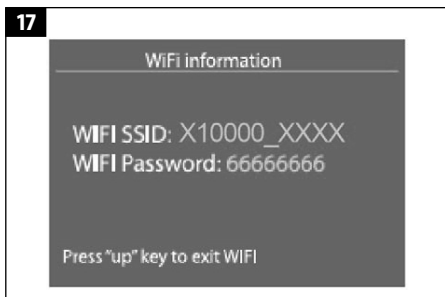 17
WiFi information
WIFI SSID: X10000_XXXX
WIFI Password: 66666666
Press "up" key to exit WIFI